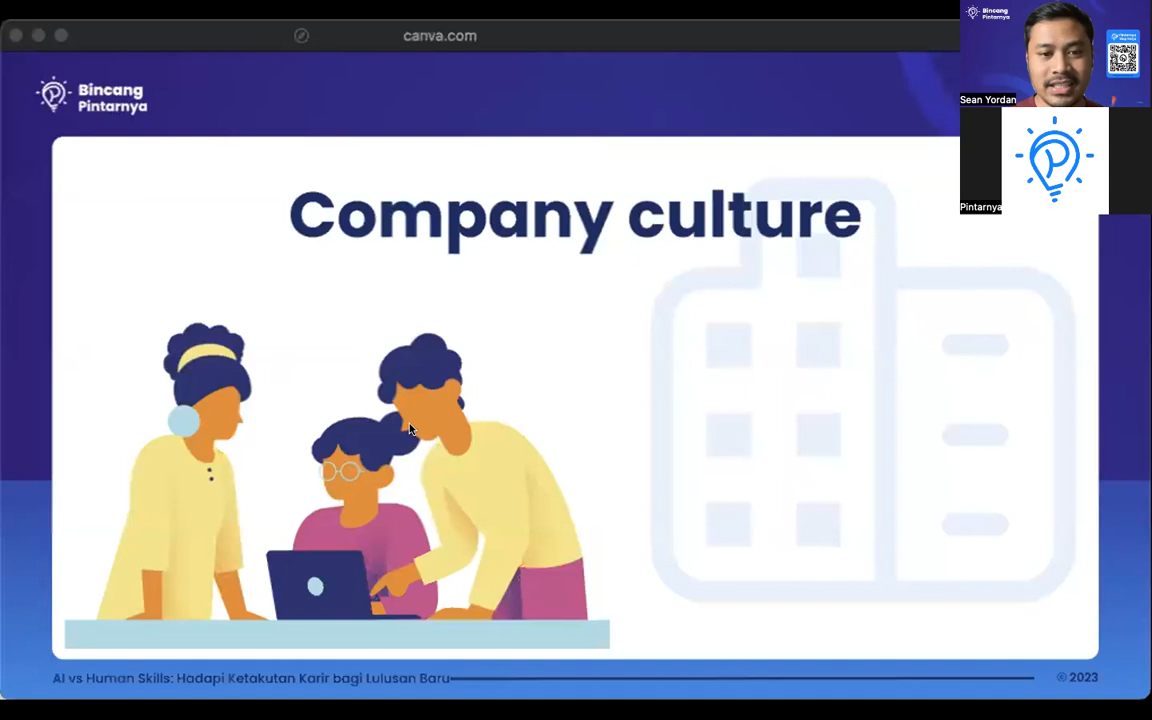 canva.com
Bincang
Pintarnya
Company culture
AI vs Human Skills: Hadapi Ketakutan Karir bagi Lulusan Baru
© 2023
Bincang
Pintarnya
Sean Yordan
Pintarnya